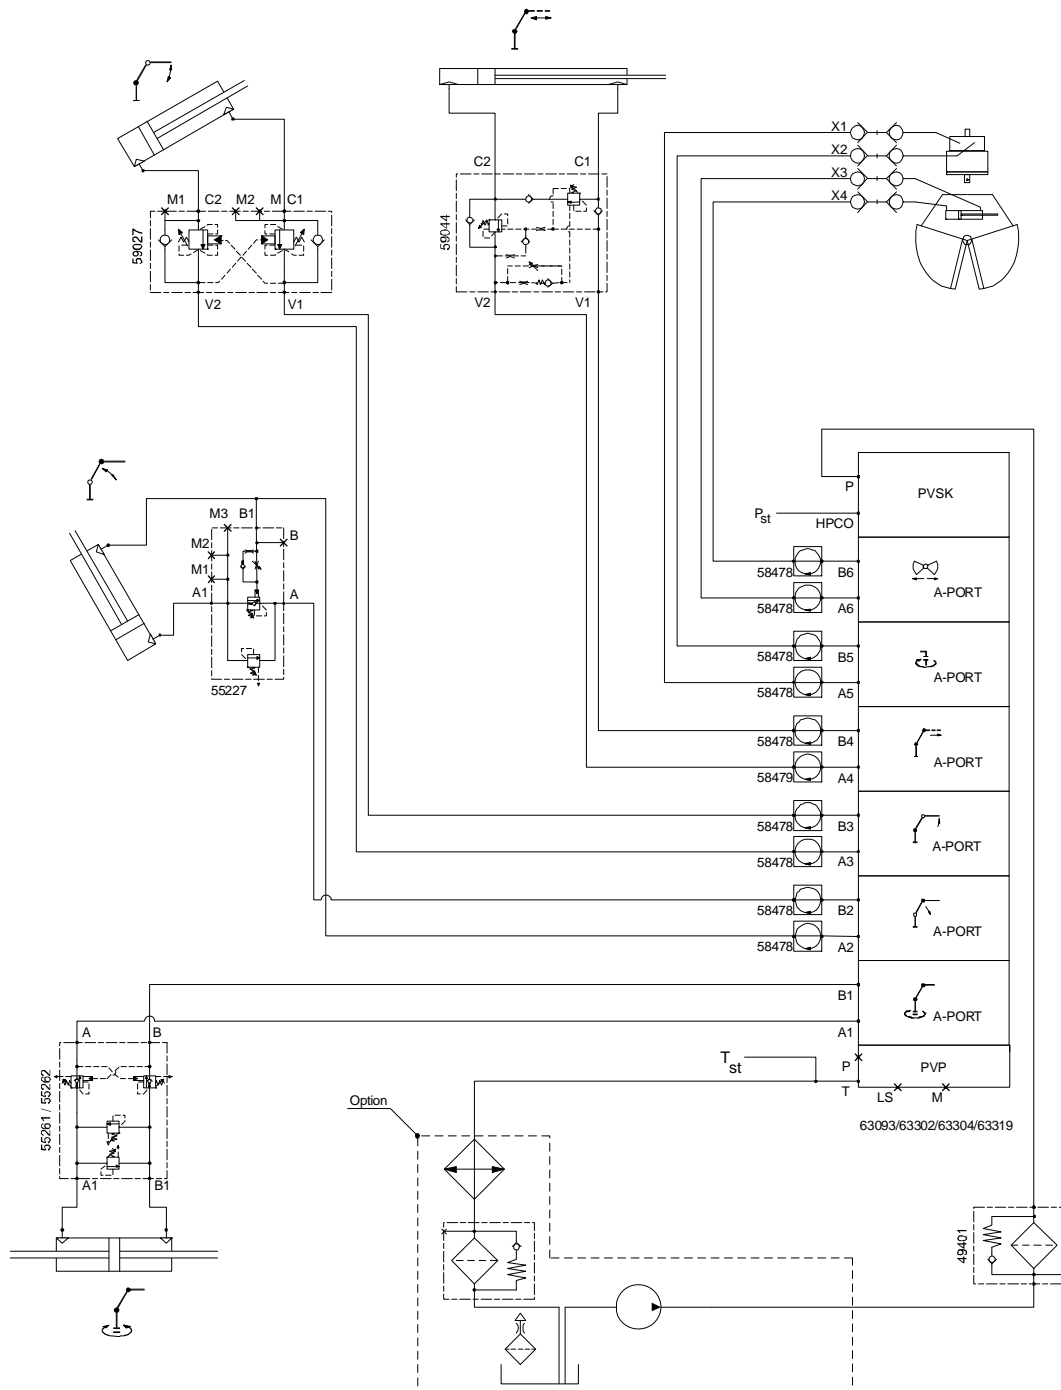 X1
X2
X3
X4
C2 C1
59044
V2 V1
M1 C2 M2 M C1
59027
V2 V1
P
PVSK
Pst
HPCO
M3 B1
B
M2
M1
A1 A
55227
58478 B6
A-PORT
58478 A6
58478 B5
A-PORT
58478 A5
58478 B4
A-PORT
58479 A4
58478 B3
A-PORT
58478 A3
58478 B2
A-PORT
58478 A2
B1
A-PORT
A1
A B
55261 / 55262
A1 B1
Tst
P
PVP
T
LS M
63093/63302/63304/63319
Option
49401